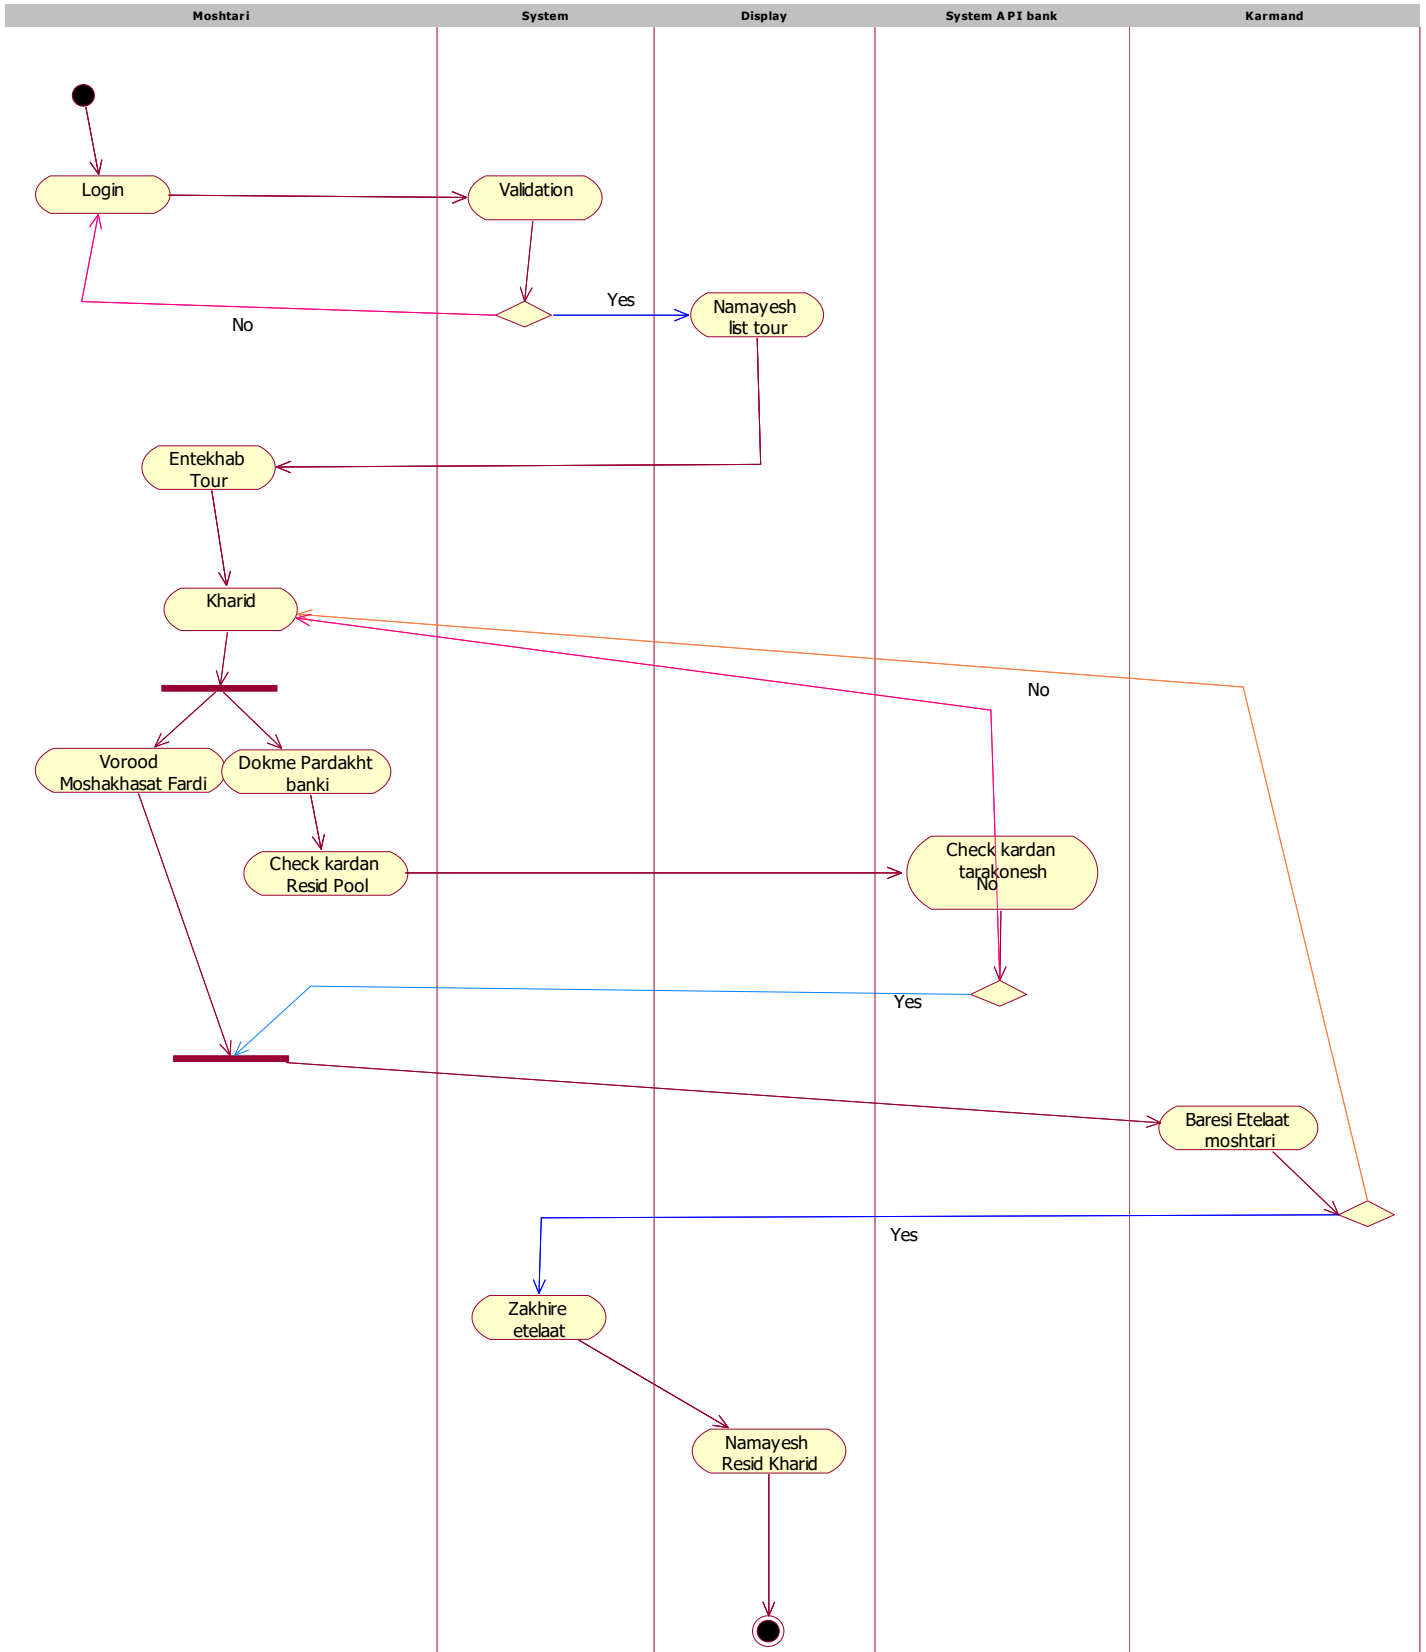 Moshtari
System
Display
System API bank
Karmand
Login
Validation
Yes
No
Namayesh
list tour
Entekhab
Tour
Kharid
No
Vorood
Moshakhasat Fardi
Dokme Pardakht
banki
Check kardan
Resid Pool
Check kardan
tarakonesh
No
Yes
Baresi Etelaat
moshtari
Yes
Zakhire
etelaat
Namayesh
Resid Kharid